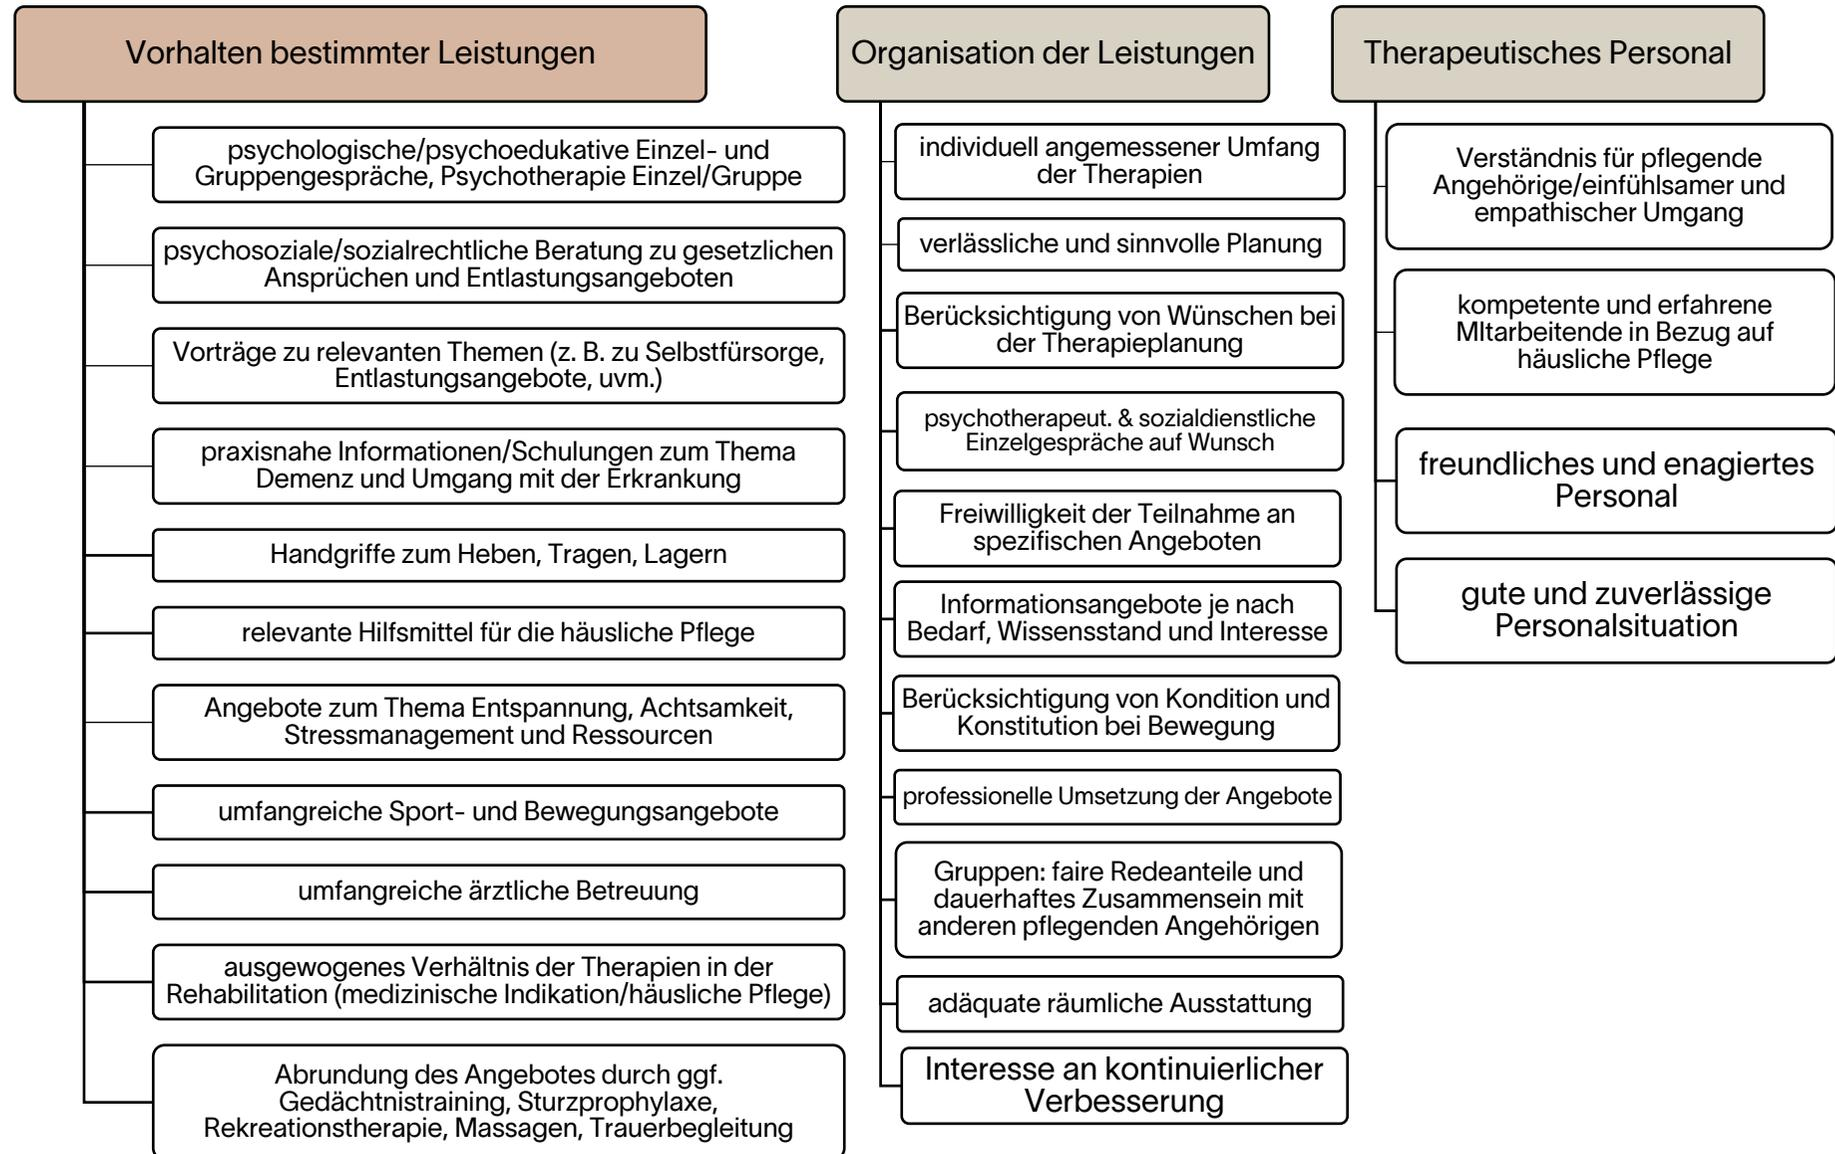 Vorhalten bestimmter Leistungen
psychologische/psychoedukative Einzel- und
Gruppengespräche, Psychotherapie Einzel/Gruppe
psychosoziale/sozialrechtliche Beratung zu gesetzlichen
Ansprüchen und Entlastungsangeboten
Vorträge zu relevanten Themen (z. B. zu Selbstfürsorge,
Entlastungsangebote, uvm.)
praxisnahe Informationen/Schulungen zum Thema
Demenz und Umgang mit der Erkrankung
Handgriffe zum Heben, Tragen, Lagern
relevante Hilfsmittel für die häusliche Pflege
Angebote zum Thema Entspannung, Achtsamkeit,
Stressmanagement und Ressourcen
umfangreiche Sport- und Bewegungsangebote
umfangreiche ärztliche Betreuung
ausgewogenes Verhältnis der Therapien in der
Rehabilitation (medizinische Indikation/häusliche Pflege)
Abrundung des Angebotes durch ggf.
Gedächtnistraining, Sturzprophylaxe,
Rekreationstherapie, Massagen, Trauerbegleitung
Organisation der Leistungen
individuell angemessener Umfang
der Therapien
verlässliche und sinnvolle Planung
Berücksichtigung von Wünschen bei
der Therapieplanung
psychotherapeut. & sozialdienstliche
Einzelgespräche auf Wunsch
Freiwilligkeit der Teilnahme an
spezifischen Angeboten
Informationsangebote je nach
Bedarf, Wissensstand und Interesse
Berücksichtigung von Kondition und
Konstitution bei Bewegung
professionelle Umsetzung der Angebote
Gruppen: faire Redeanteile und
dauerhaftes Zusammensein mit
anderen pflegenden Angehörigen
adäquate räumliche Ausstattung
Interesse an kontinuierlicher
Verbesserung
Therapeutisches Personal
Verständnis für pflegende
Angehörige/einfühlsamer und
empathischer Umgang
kompetente und erfahrene
MItarbeitende in Bezug auf
häusliche Pflege
freundliches und enagiertes
Personal
gute und zuverlässige
Personalsituation